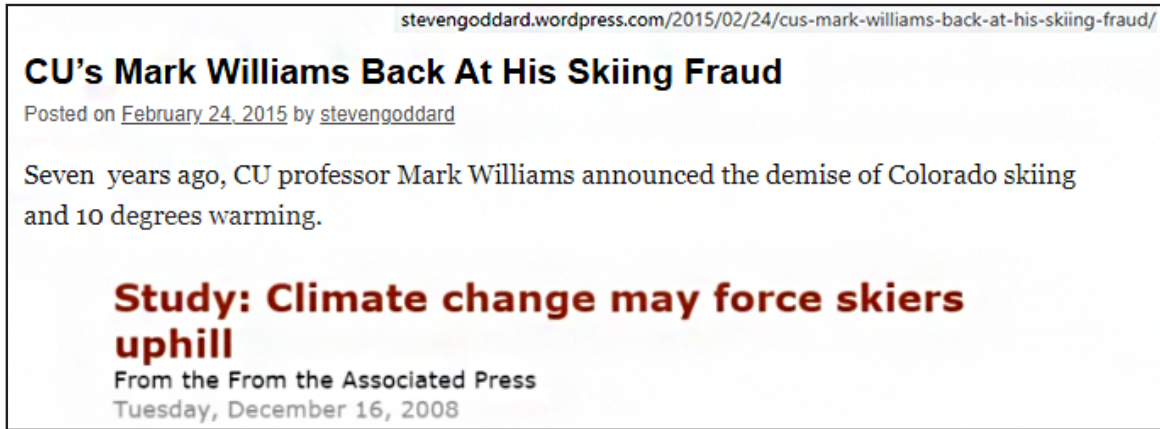 stevengoddard.wordpress.com/2015/02/24/cus-mark-williams-back-at-his-skiing-fraud/
CU’s Mark Williams Back At His Skiing Fraud
Posted on February 24, 2015 by stevengoddard
Seven years ago, CU professor Mark Williams announced the demise of Colorado skiing
and 10 degrees warming.
Study: Climate change may force skiers
uphill
From the From the Associated Press
Tuesday, December 16, 2008